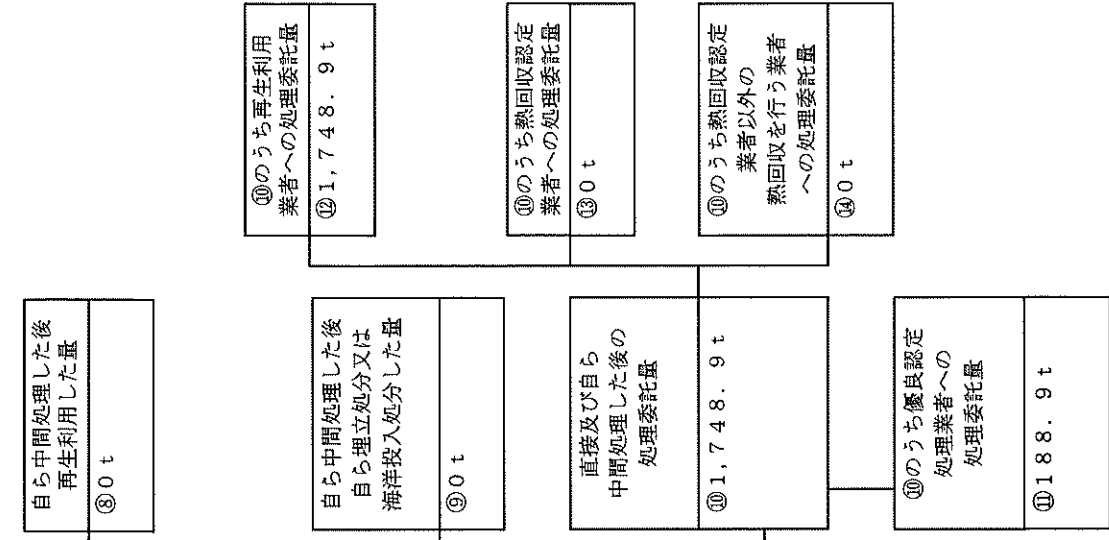 自ら中間処理した後
再生利用した量
⑧0ｔ
自ら中間処理した後
自ら埋立処分又は
海洋投入処分した量
⑨0ｔ
直接及び自ら
中間処理した後の
処理委託量
⑩1,748.9ｔ
⑩のうち優良認定
処理業者への
処理委託量
⑪188.9ｔ
⑩のうち再生利用
業者への処理委託量
⑫1,748.9ｔ
⑩のうち熱回収認定
業者への処理委託量
⑬0ｔ
⑩のうち熱回収認定
業者以外の
熱回収を行う業者
への処理委託量
⑭0ｔ